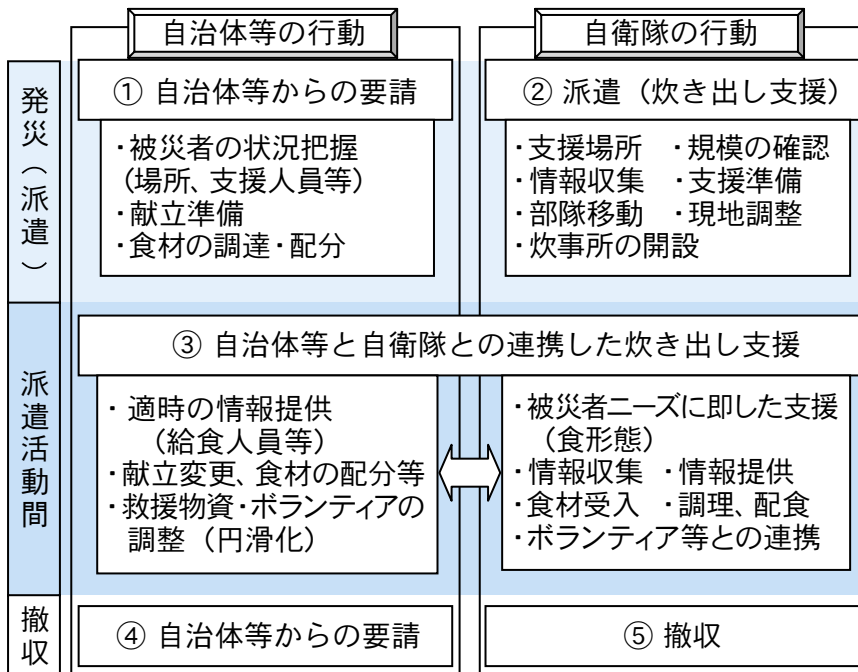 自治体等の行動
自衛隊の行動
発災(派遣)
① 自治体等からの要請
・被災者の状況把握
(場所、支援人員等)
・献立準備
・食材の調達・配分
② 派遣(炊き出し支援)
・支援場所 ・規模の確認
・情報収集 ・支援準備
・部隊移動 ・現地調整
・炊事所の開設
派遣活動間
③ 自治体等と自衛隊との連携した炊き出し支援
・ 適時の情報提供
(給食人員等)
・献立変更、食材の配分等
・救援物資・ボランティアの
調整(円滑化)
・被災者ニーズに即した支援
(食形態)
・情報収集 ・情報提供
・食材受入 ・調理、配食
・ボランティア等との連携
撤収
④ 自治体等からの要請
⑤ 撤収